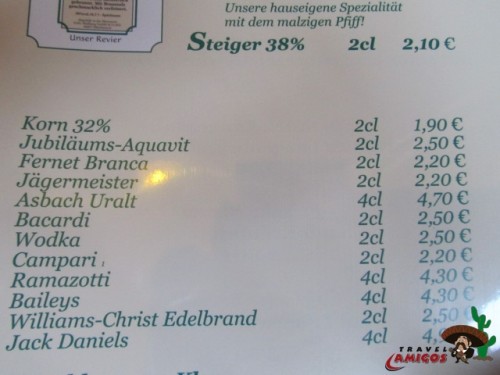 Unsere hauseigene Spezialität
mit dem malzigen Pfiff!
Unser Revier
Steiger 38% 2cl 2,10 €
Korn 32% 2cl 1,90 €
Jubiläums-Aquavit 2cl 2,50 €
Fernet Branca 2cl 2,20 €
Jägermeister 2cl 2,20 €
Asbach Uralt 4cl 4,70 €
Bacardi 2cl 2,50 €
Wodka 2cl 2,50 €
Campari 2cl 2,20 €
Ramazotti 4cl 4,30 €
Baileys 4cl 4,30 €
Williams-Christ Edelbrand 2cl 2,50 €
Jack Daniels 4cl
TRAVEL
AMIGOS